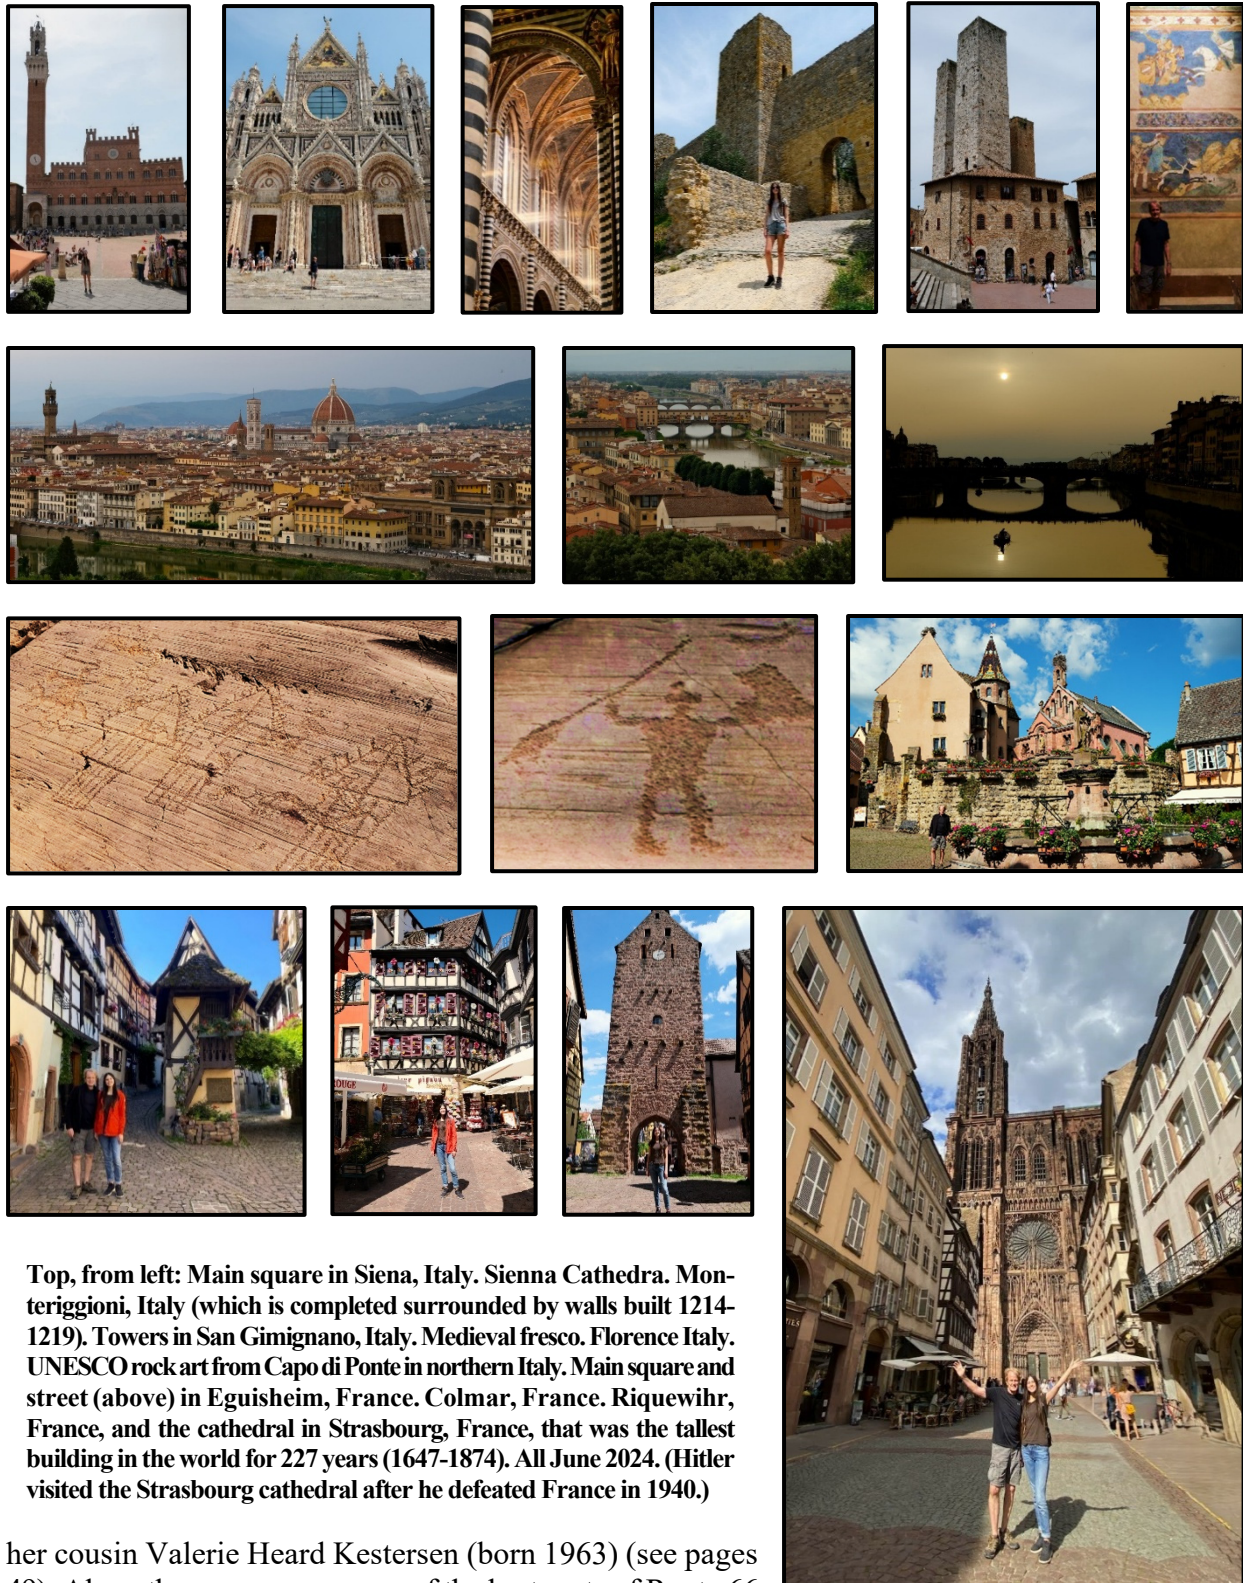 ROUGE
Top, from left: Main square in Siena, Italy. Sienna Cathedra. Mon-
teriggioni, Italy (which is completed surrounded by walls built 1214-
1219). Towers in San Gimignano, Italy. Medieval fresco. Florence Italy.
UNESCO rock art from Capo di Ponte in northern Italy. Main square and
street (above) in Eguisheim, France. Colmar, France. Riquewihr,
France, and the cathedral in Strasbourg, France, that was the tallest
building in the world for 227 years (1647-1874). All June 2024. (Hitler
visited the Strasbourg cathedral after he defeated France in 1940.)
her cousin Valerie Heard Kestersen (born 1963) (see pages